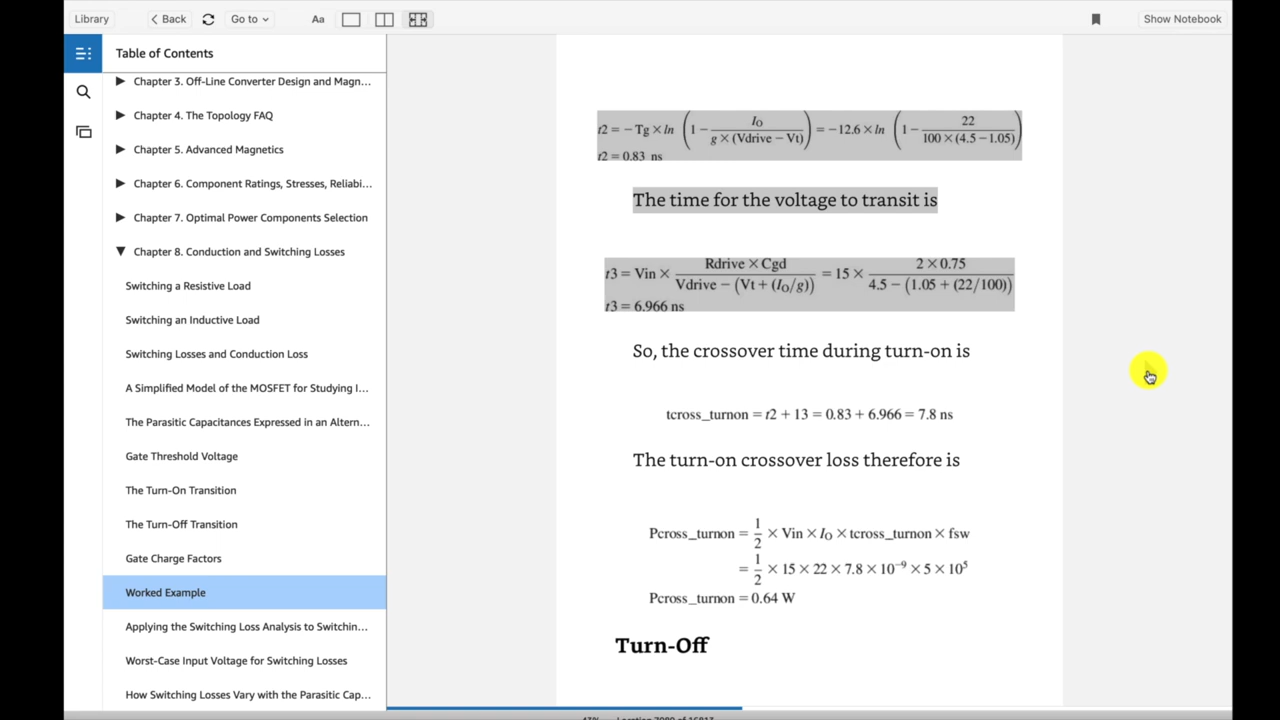 Library
Back
Go to
Aa
Show Notebook
Table of Contents
Chapter 3. Off-Line Converter Design and Magn...
Chapter 4. The Topology FAQ
Chapter 5. Advanced Magnetics
Chapter 6. Component Ratings, Stresses, Reliabi...
Chapter 7. Optimal Power Components Selection
Chapter 8. Conduction and Switching Losses
Switching a Resistive Load
Switching an Inductive Load
Switching Losses and Conduction Loss
A Simplified Model of the MOSFET for Studying I...
The Parasitic Capacitances Expressed in an Altern...
Gate Threshold Voltage
The Turn-On Transition
The Turn-Off Transition
Gate Charge Factors
Worked Example
Applying the Switching Loss Analysis to Switchin...
Worst-Case Input Voltage for Switching Losses
How Switching Losses Vary with the Parasitic Cap...
t2 = −Tg × ln (1 − I_O / (g × (Vdrive − Vt))) = −12.6 × ln (1 − 22 / (100 × (4.5 − 1.05)))
t2 = 0.83 ns
The time for the voltage to transit is
t3 = Vin × (Rdrive × Cgd) / (Vdrive − (Vt + (I_O/g))) = 15 × (2 × 0.75) / (4.5 − (1.05 + (22/100)))
t3 = 6.966 ns
So, the crossover time during turn-on is
tcross_turnon = t2 + 13 = 0.83 + 6.966 = 7.8 ns
The turn-on crossover loss therefore is
Pcross_turnon = 1/2 × Vin × I_O × tcross_turnon × fsw
= 1/2 × 15 × 22 × 7.8 × 10⁻⁹ × 5 × 10⁵
Pcross_turnon = 0.64 W
Turn-Off